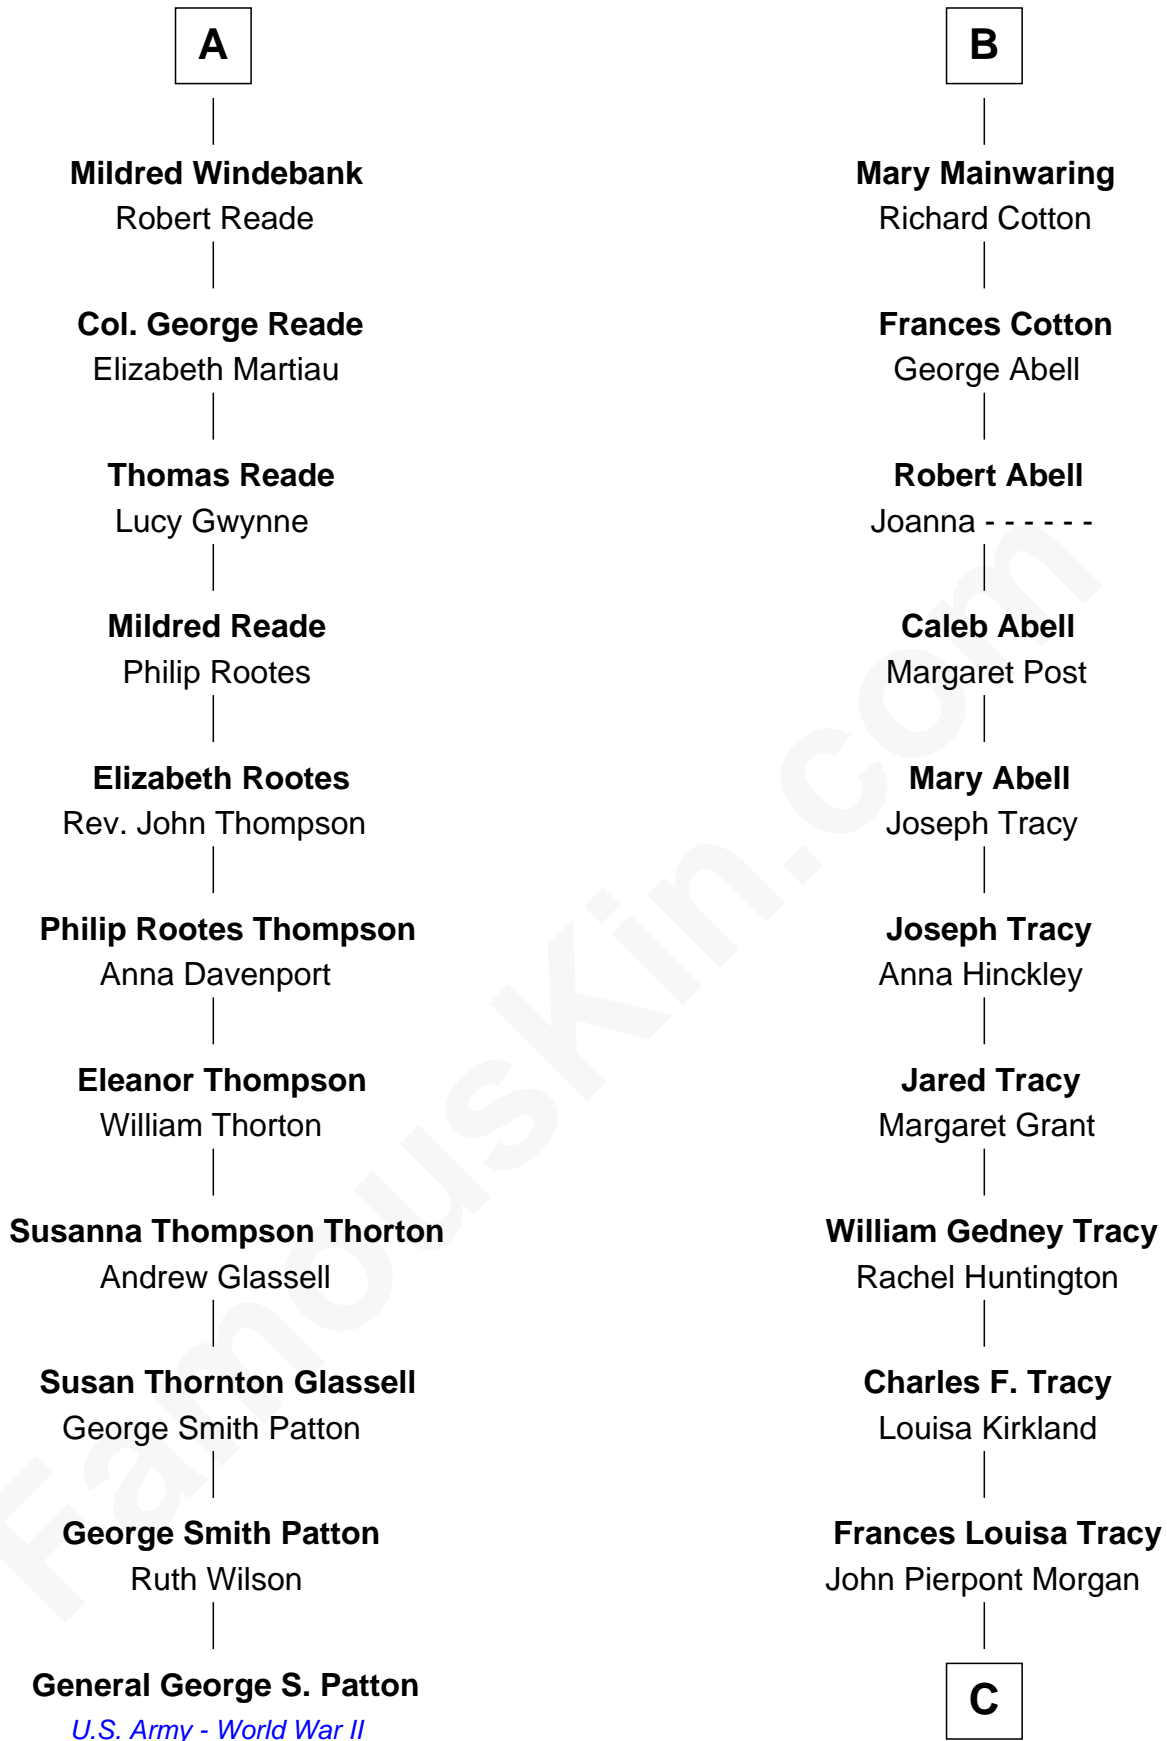 A
Mildred Windebank
Robert Reade
Col. George Reade
Elizabeth Martiau
Thomas Reade
Lucy Gwynne
Mildred Reade
Philip Rootes
Elizabeth Rootes
Rev. John Thompson
Philip Rootes Thompson
Anna Davenport
Eleanor Thompson
William Thorton
Susanna Thompson Thorton
Andrew Glassell
Susan Thornton Glassell
George Smith Patton
George Smith Patton
Ruth Wilson
General George S. Patton
U.S. Army - World War II
B
Mary Mainwaring
Richard Cotton
Frances Cotton
George Abell
Robert Abell
Joanna - - - - - -
Caleb Abell
Margaret Post
Mary Abell
Joseph Tracy
Joseph Tracy
Anna Hinckley
Jared Tracy
Margaret Grant
William Gedney Tracy
Rachel Huntington
Charles F. Tracy
Louisa Kirkland
Frances Louisa Tracy
John Pierpont Morgan
C
FamousKin.com